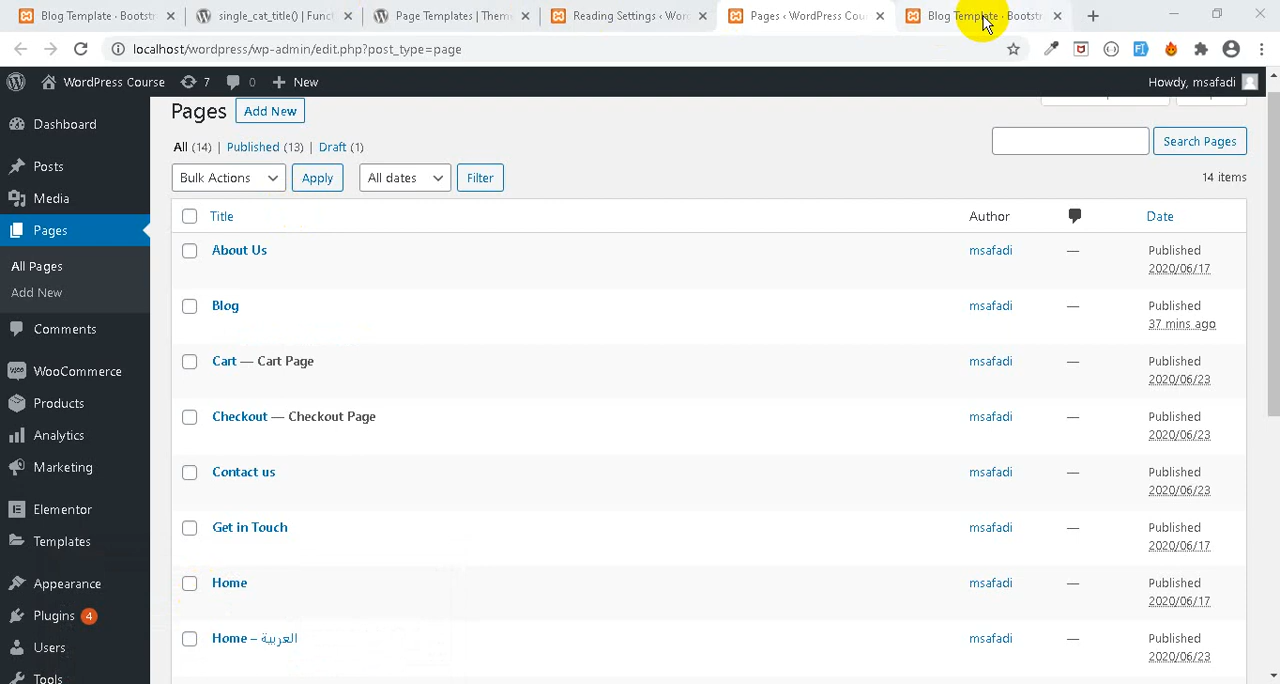 Blog Template · Bootstr
single_cat_title() | Func
Page Templates | Them
Reading Settings ‹ Wor
Pages ‹ WordPress Cou
Blog Template · Bootstr
localhost/wordpress/wp-admin/edit.php?post_type=page
WordPress Course
7
0
New
Howdy, msafadi
Dashboard
Posts
Media
Pages
All Pages
Add New
Comments
WooCommerce
Products
Analytics
Marketing
Elementor
Templates
Appearance
Plugins 4
Users
Tools
Pages Add New
All (14) | Published (13) | Draft (1)
Search Pages
Bulk Actions Apply All dates Filter
14 items
Title Author Date
About Us msafadi — Published
2020/06/17
Blog msafadi — Published
37 mins ago
Cart — Cart Page msafadi — Published
2020/06/23
Checkout — Checkout Page msafadi — Published
2020/06/23
Contact us msafadi — Published
2020/06/23
Get in Touch msafadi — Published
2020/06/17
Home msafadi — Published
2020/06/17
Home – العربية msafadi — Published
2020/06/23